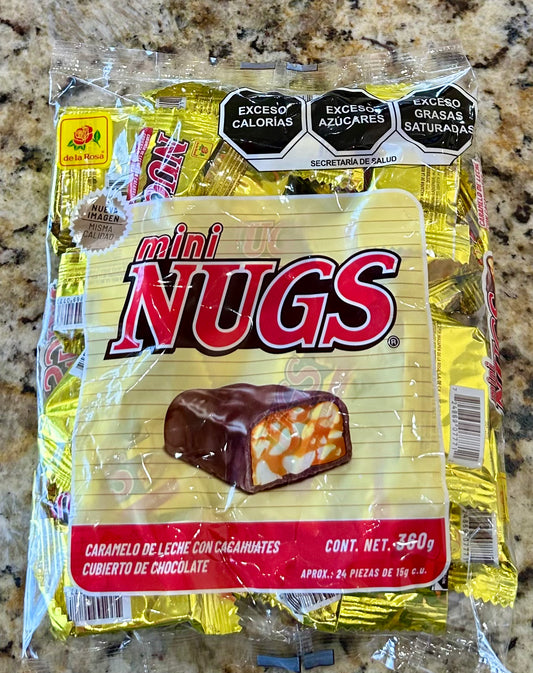 EXCESO
CALORÍAS
EXCESO
AZÚCARES
EXCESO
GRASAS
SATURADAS
SECRETARÍA DE SALUD
de la Rosa
NUEVA
IMAGEN
MISMA
CALIDAD
mini
NUGS
®
CARAMELO DE LECHE CON CACAHUATES
CUBIERTO DE CHOCOLATE
CONT. NET. 360g
APROX.: 24 PIEZAS DE 15g c.u.